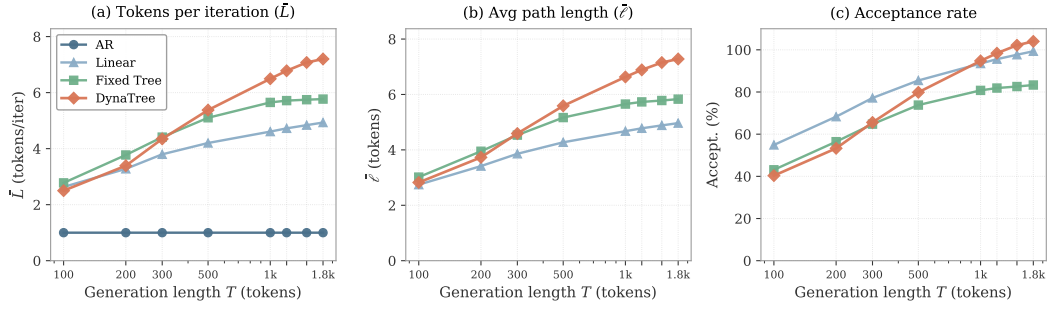 (a) Tokens per iteration (L̄)
L̄ (tokens/iter)
8
6
4
2
0
AR
Linear
Fixed Tree
DynaTree
100
200
300
500
1k
1.8k
Generation length T (tokens)
(b) Avg path length (ℓ̄)
ℓ̄ (tokens)
8
6
4
2
0
100
200
300
500
1k
1.8k
Generation length T (tokens)
(c) Acceptance rate
Accept. (%)
100
80
60
40
20
0
100
200
300
500
1k
1.8k
Generation length T (tokens)